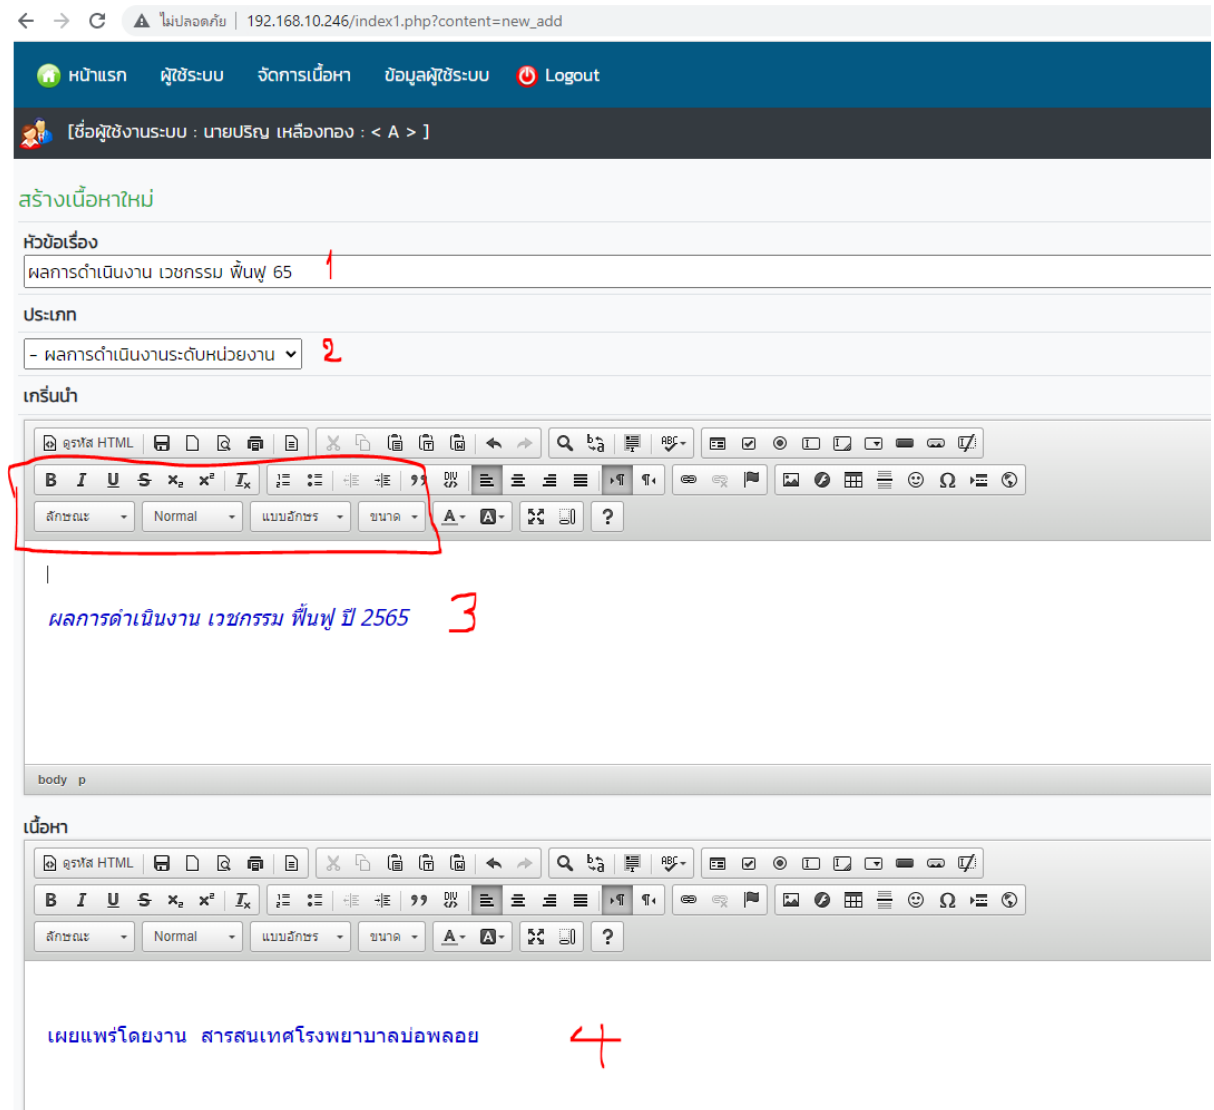 ไม่ปลอดภัย | 192.168.10.246/index1.php?content=new_add
หน้าแรก ผู้ใช้ระบบ จัดการเนื้อหา ข้อมูลผู้ใช้ระบบ Logout
[ชื่อผู้ใช้งานระบบ : นายปริญ เหลืองทอง : < A > ]
สร้างเนื้อหาใหม่
หัวข้อเรื่อง
ผลการดำเนินงาน เวชกรรม ฟื้นฟู 65 1
ประเภท
- ผลการดำเนินงานระดับหน่วยงาน 2
เกริ่นนำ
ดูรหัส HTML
B I U S x₂ x² Ix DIV
ลักษณะ Normal แบบอักษร ขนาด A A ?
ผลการดำเนินงาน เวชกรรม ฟื้นฟู ปี 2565 3
body p
เนื้อหา
ดูรหัส HTML
B I U S x₂ x² Ix DIV
ลักษณะ Normal แบบอักษร ขนาด A A ?
เผยแพร่โดยงาน สารสนเทศโรงพยาบาลบ่อพลอย 4